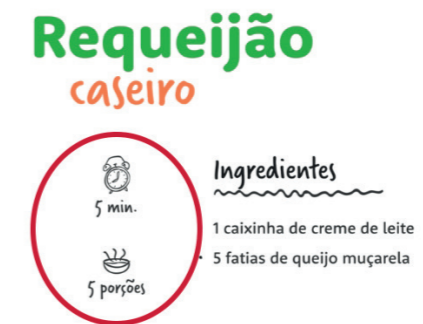 Requeijão
caseiro
5 min.
5 porções
Ingredientes
1 caixinha de creme de leite
5 fatias de queijo muçarela